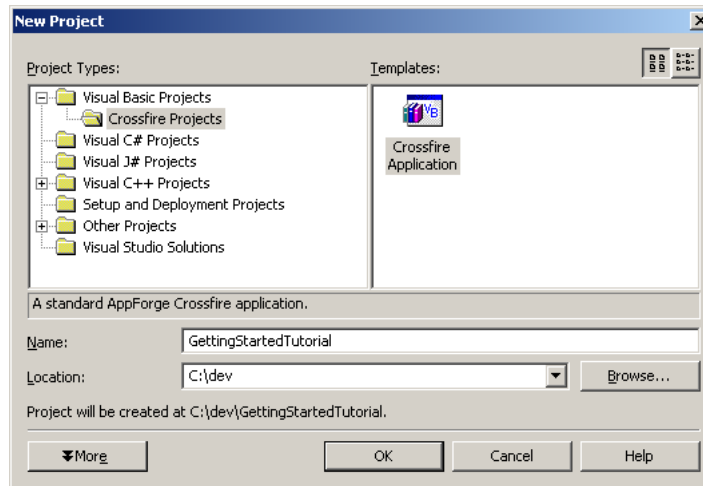 New Project
Project Types:
Templates:
Visual Basic Projects
Crossfire Projects
Visual C# Projects
Visual J# Projects
Visual C++ Projects
Setup and Deployment Projects
Other Projects
Visual Studio Solutions
VB
Crossfire
Application
A standard AppForge Crossfire application.
Name:
GettingStartedTutorial
Location:
C:\dev
Browse...
Project will be created at C:\dev\GettingStartedTutorial.
More
OK
Cancel
Help